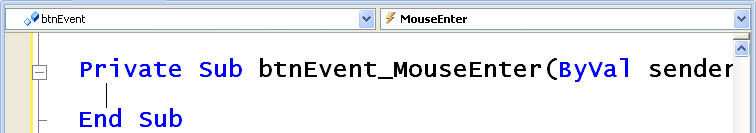 btnEvent MouseEnter
Private Sub btnEvent_MouseEnter(ByVal sender
End Sub